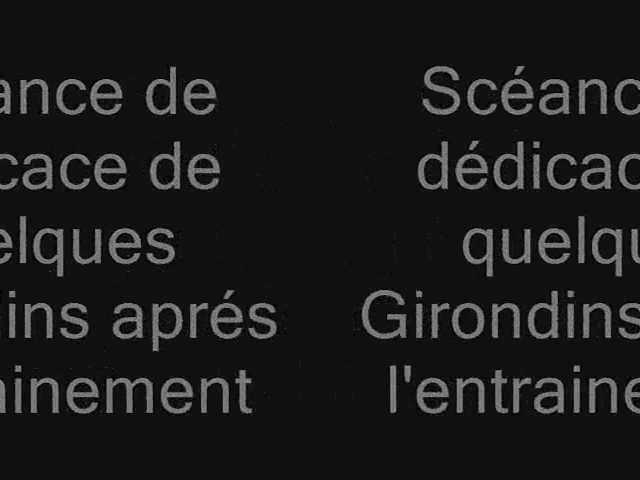 ance de Scéanc
cace de dédicac
elques quelqu
ins aprés Girondins
ainement l'entraine